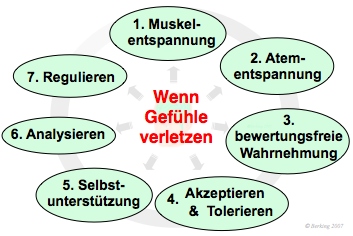 1. Muskel-
entspannung
2. Atem-
entspannung
3.
bewertungsfreie
Wahrnehmung
4. Akzeptieren
& Tolerieren
5. Selbst-
unterstützung
6. Analysieren
7. Regulieren
Wenn
Gefühle
verletzen
© Berking 2007